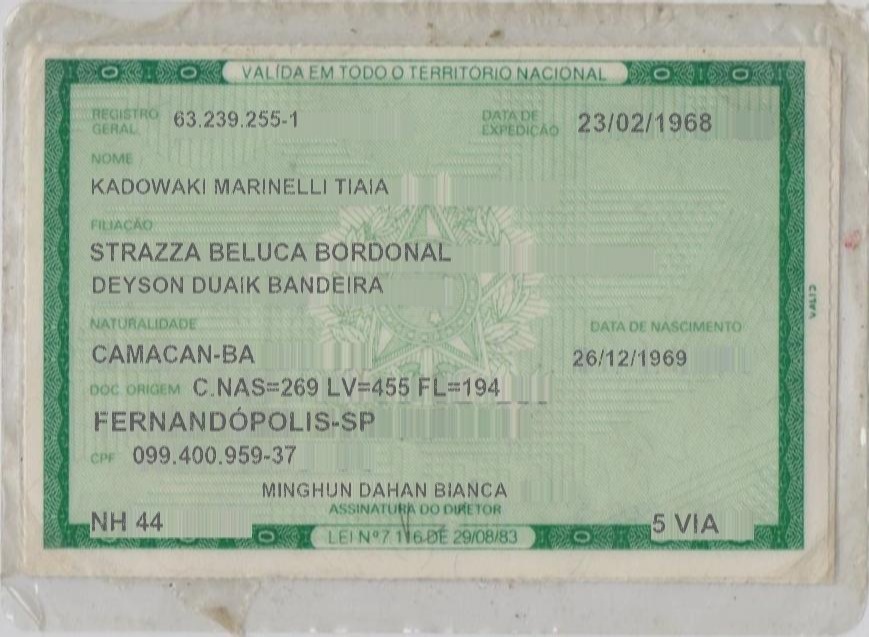 VALÍDA EM TODO O TERRITÓRIO NACIONAL
REGISTRO GERAL 63.239.255-1 DATA DE EXPEDIÇÃO 23/02/1968
NOME
KADOWAKI MARINELLI TIAIA
FILIAÇÃO
STRAZZA BELUCA BORDONAL
DEYSON DUAIK BANDEIRA
NATURALIDADE DATA DE NASCIMENTO
CAMACAN-BA 26/12/1969
DOC. ORIGEM C.NAS=269 LV=455 FL=194
FERNANDÓPOLIS-SP
CPF 099.400.959-37
MINGHUN DAHAN BIANCA
ASSINATURA DO DIRETOR
NH 44 5 VIA
LEI Nº 7.116 DE 29/08/83
VALID